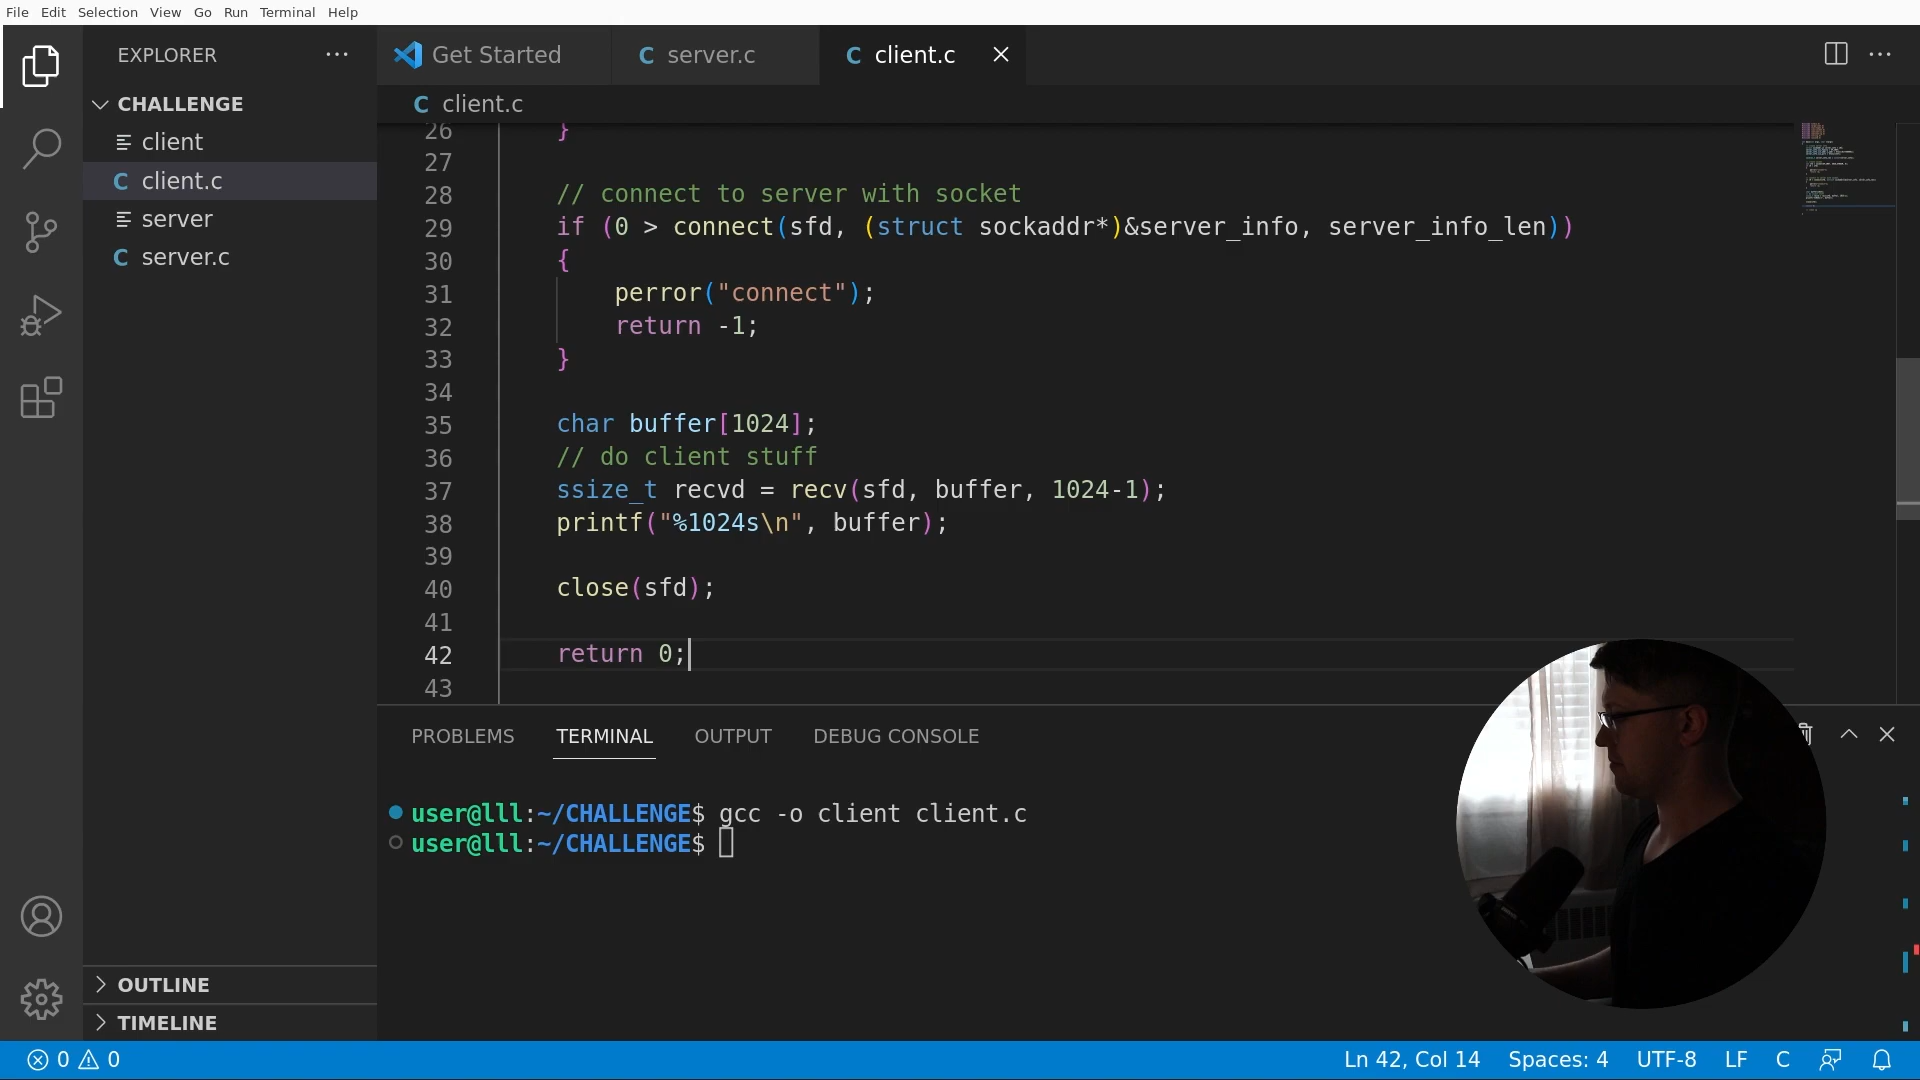 File Edit Selection View Go Run Terminal Help
EXPLORER
CHALLENGE
client
client.c
server
server.c
OUTLINE
TIMELINE
Get Started
server.c
client.c
client.c
26 }
27
28 // connect to server with socket
29 if (0 > connect(sfd, (struct sockaddr*)&server_info, server_info_len))
30 {
31 perror("connect");
32 return -1;
33 }
34
35 char buffer[1024];
36 // do client stuff
37 ssize_t recvd = recv(sfd, buffer, 1024-1);
38 printf("%1024s\n", buffer);
39
40 close(sfd);
41
42 return 0;
43
PROBLEMS TERMINAL OUTPUT DEBUG CONSOLE
user@lll:~/CHALLENGE$ gcc -o client client.c
user@lll:~/CHALLENGE$
0 0 Ln 42, Col 14 Spaces: 4 UTF-8 LF C